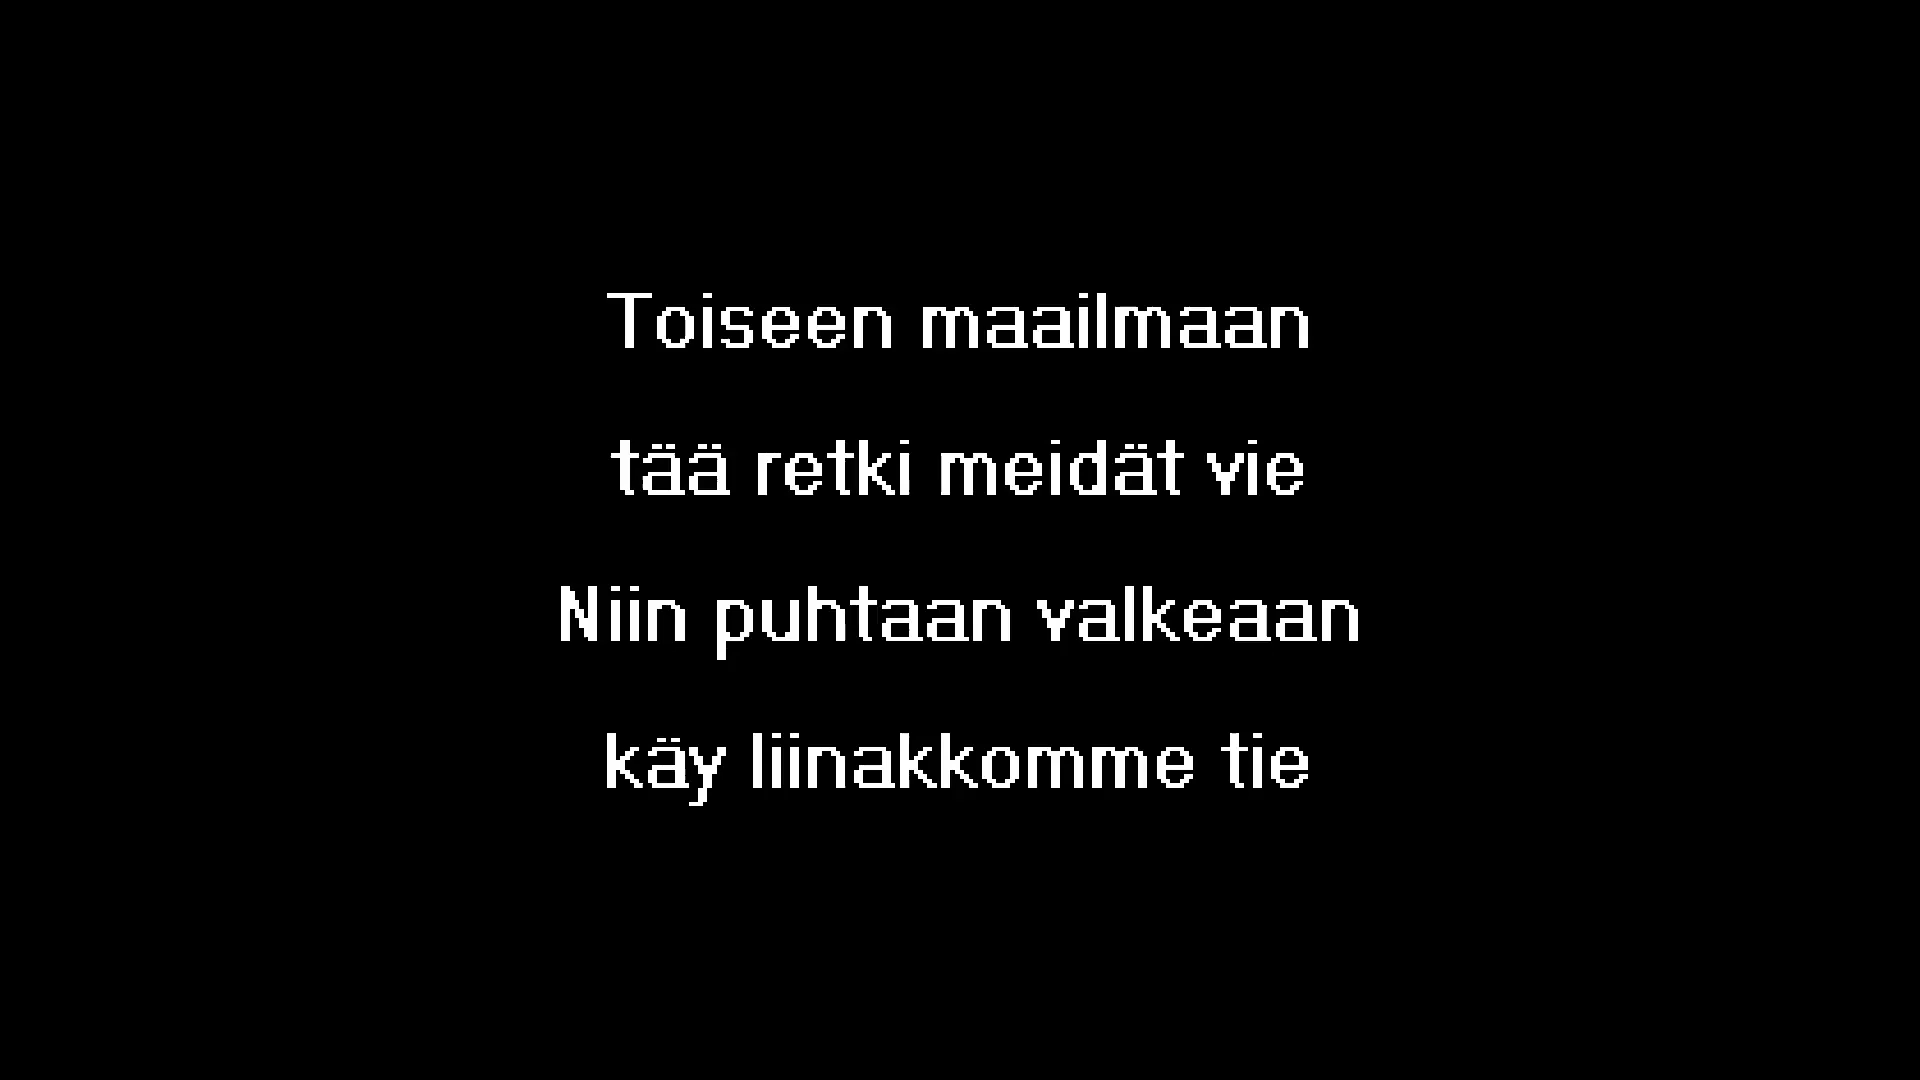 Toiseen maailmaan
tää retki meidät vie
Niin puhtaan valkeaan
käy liinakkomme tie